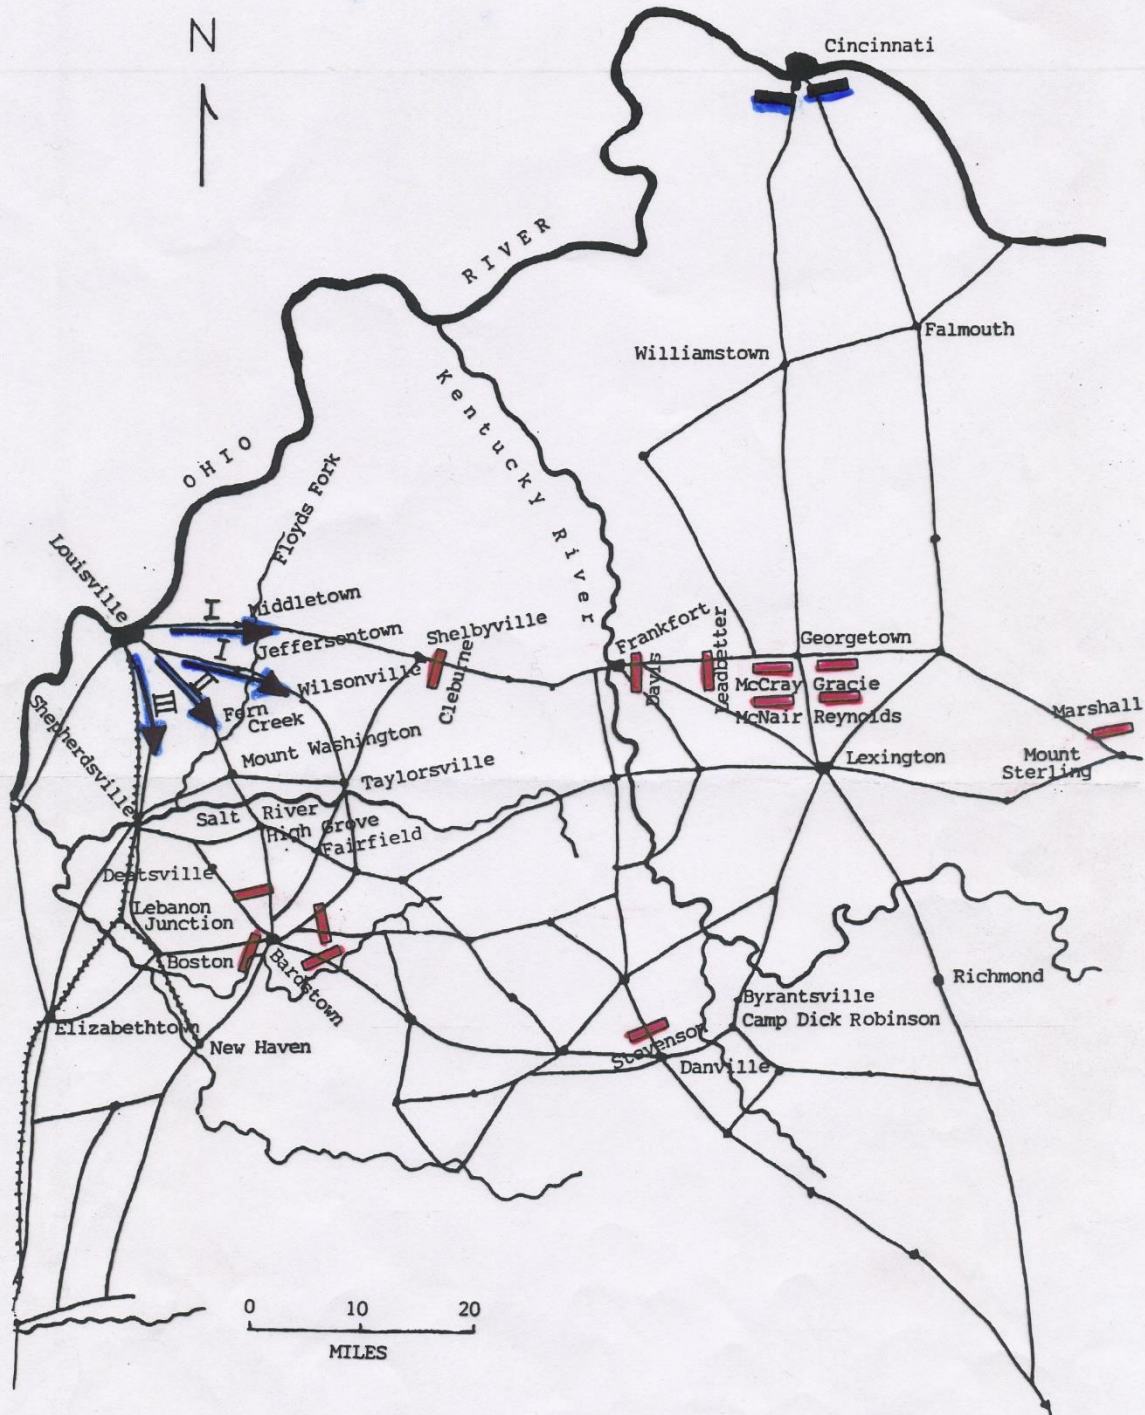 N
Cincinnati
RIVER
Falmouth
Williamstown
Kentucky River
OHIO
Floyds Fork
Louisville
I
Middletown
Jeffersontown
Shelbyville
Cleburne
Frankfort
Davis
Leadbetter
Georgetown
McCray
Gracie
McNair
Reynolds
Marshall
I
Wilsonville
II
III
Fern
Creek
Shepherdsville
Mount Washington
Taylorsville
Lexington
Mount
Sterling
Salt River
High Grove
Fairfield
Deatsville
Lebanon
Junction
Boston
Bardstown
Richmond
Byrantsville
Camp Dick Robinson
Elizabethtown
New Haven
Stevenson
Danville
0 10 20
MILES